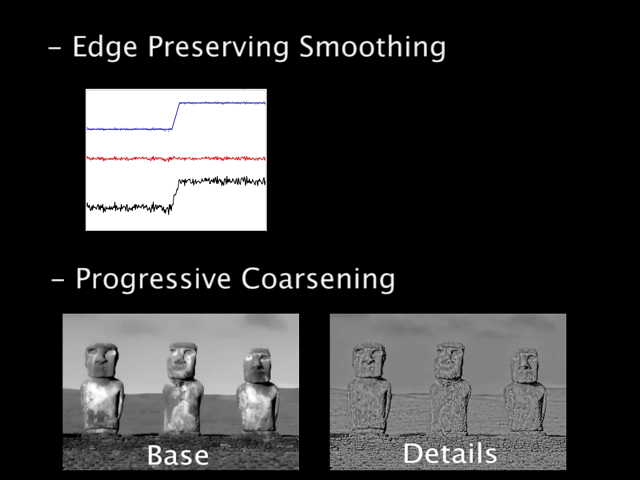 – Edge Preserving Smoothing
– Progressive Coarsening
Base
Details